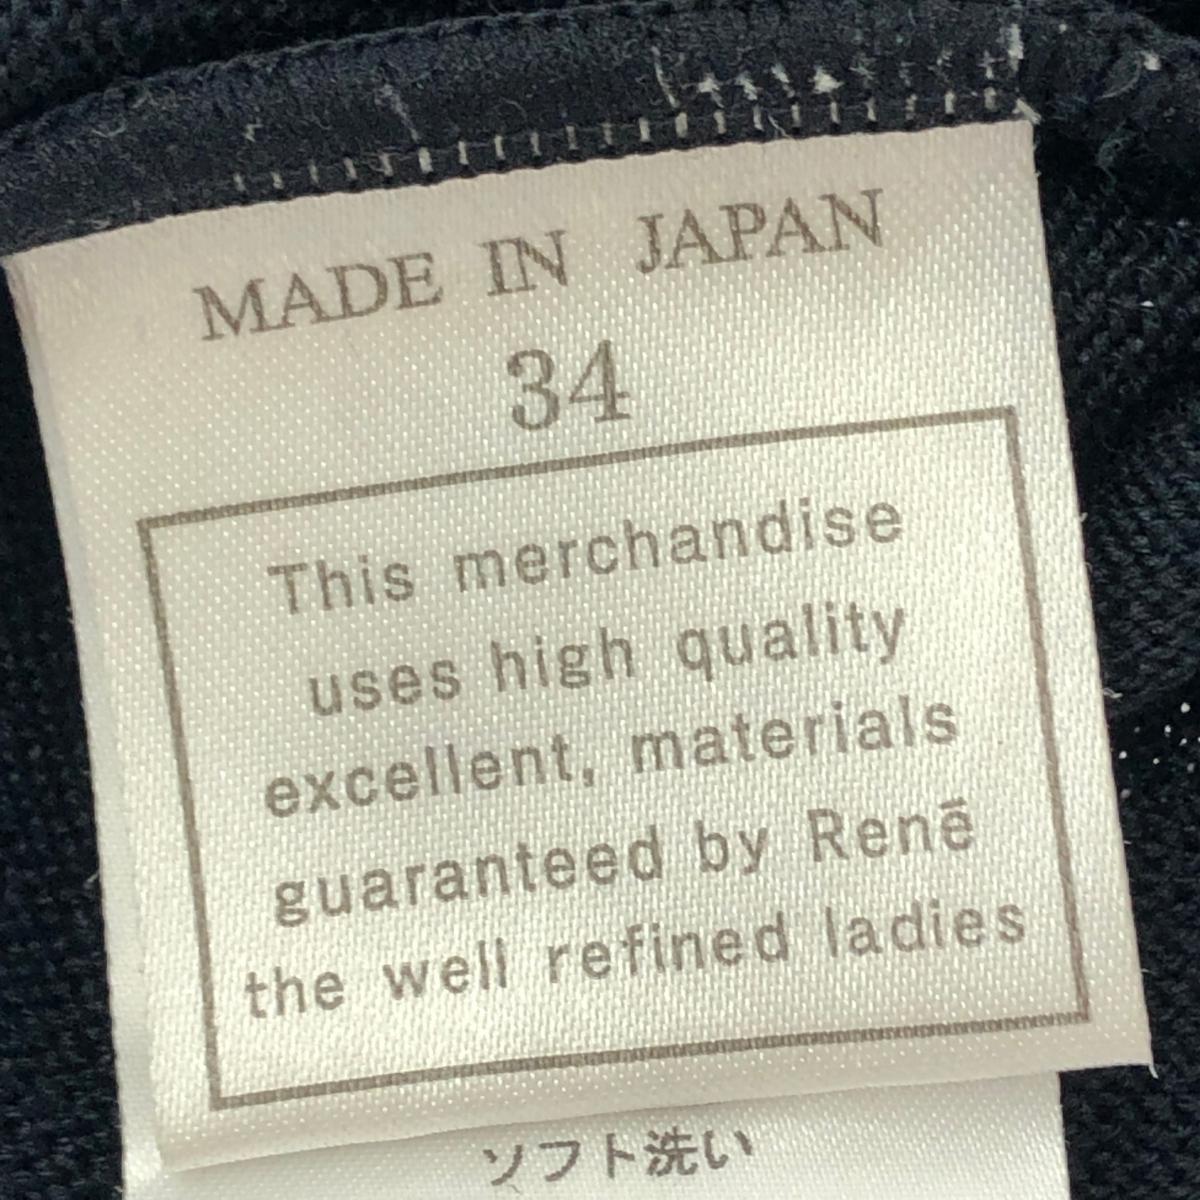 MADE IN JAPAN
34
This merchandise
uses high quality
excellent, materials
guaranteed by Renē
the well refined ladies
ソフト洗い